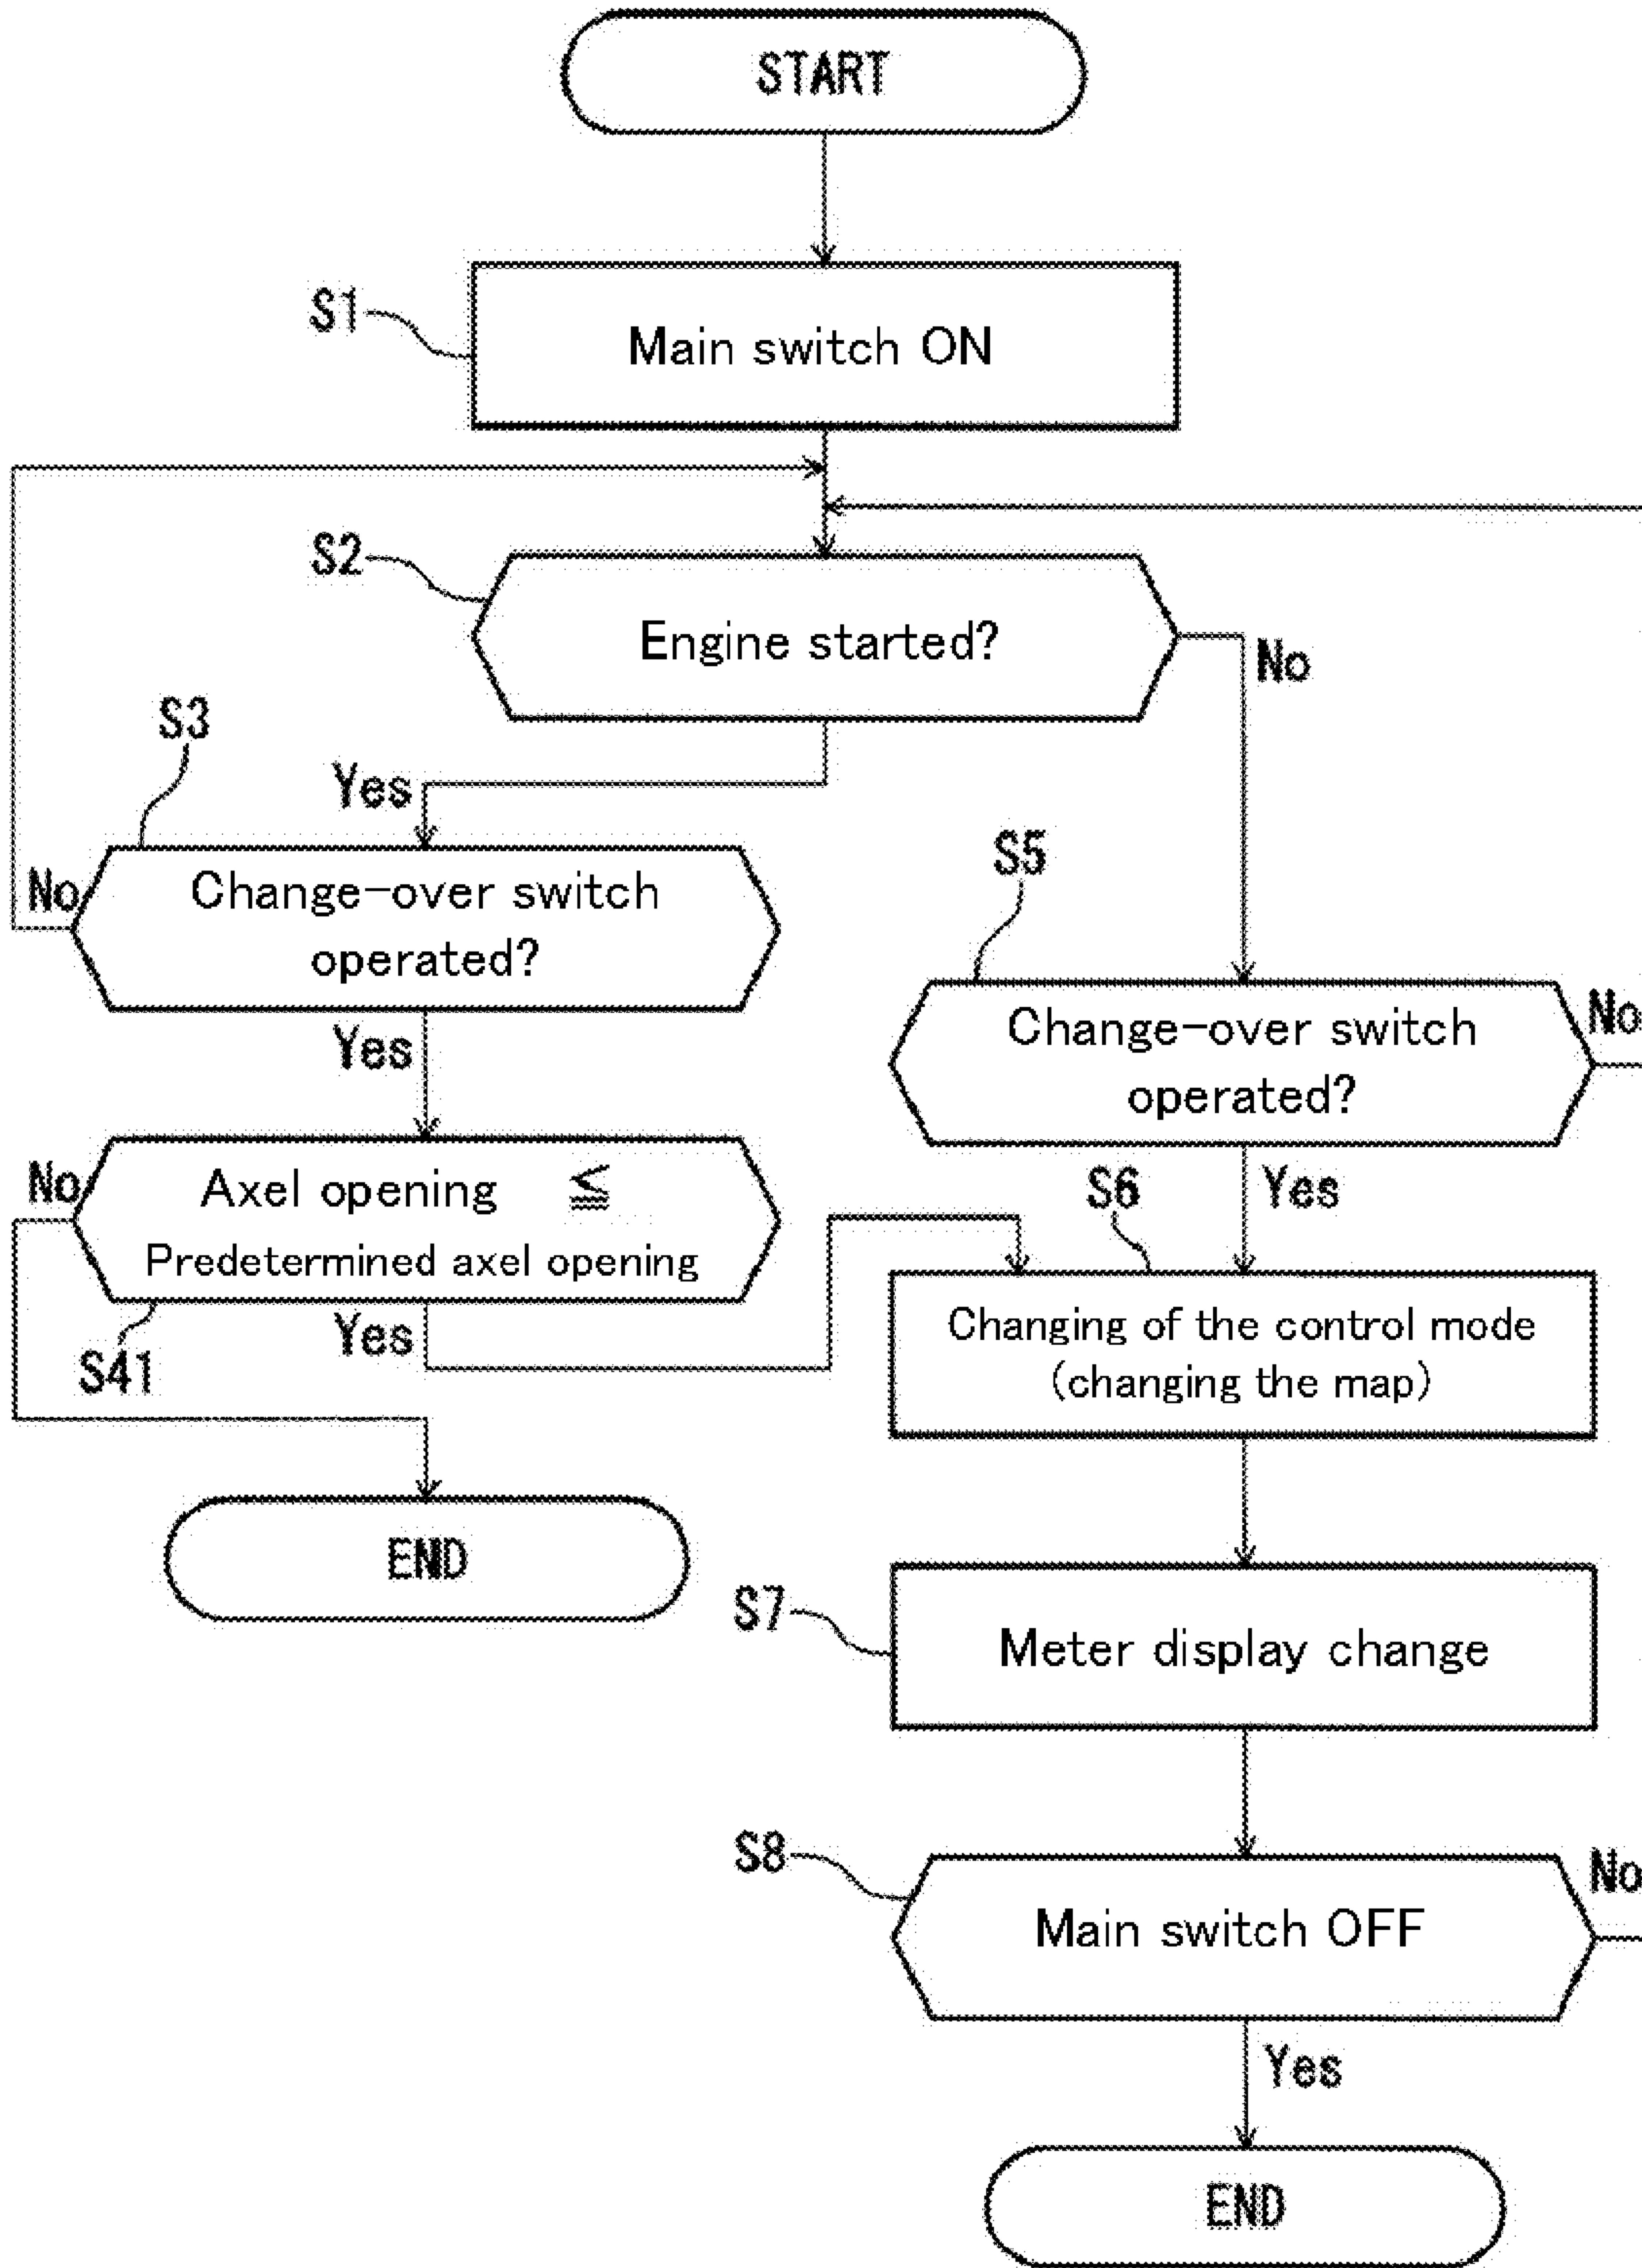 START
S1
Main switch ON
S2
Engine started?
No
S3
Yes
No
Change-over switch
operated?
S5
No
Change-over switch
operated?
Yes
No
Axel opening ≦
Predetermined axel opening
S41
Yes
S6
Yes
Changing of the control mode
(changing the map)
END
S7
Meter display change
S8
No
Main switch OFF
Yes
END